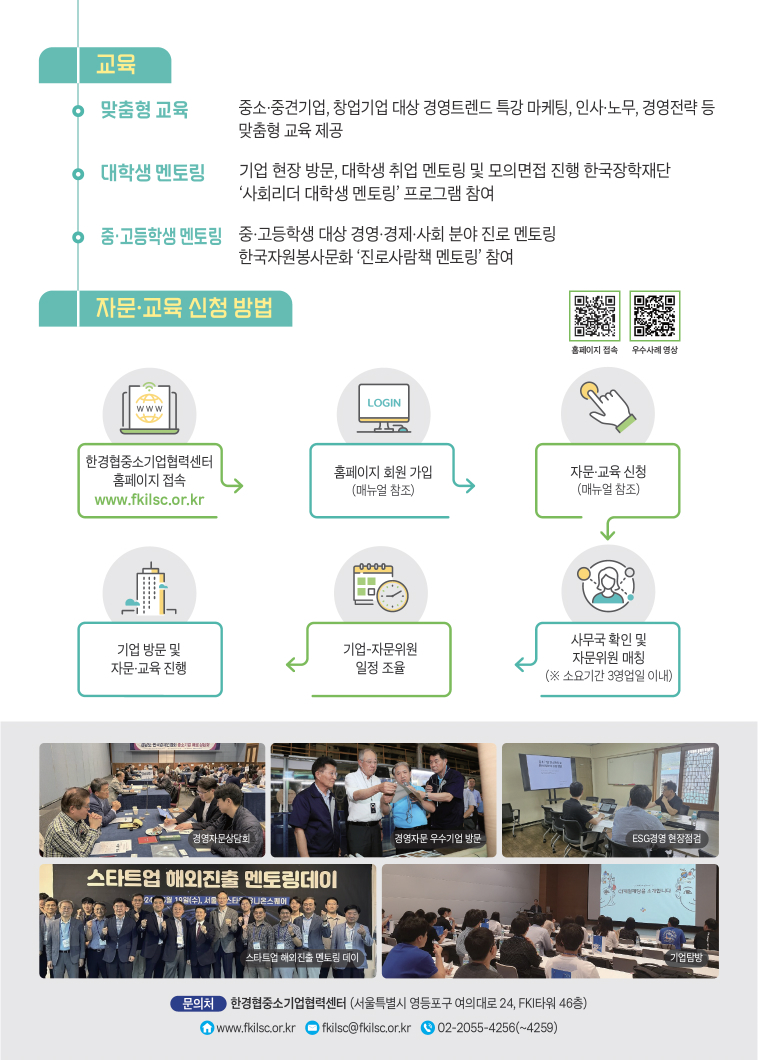 교육
맞춤형 교육
중소·중견기업, 창업기업 대상 경영트렌드 특강 마케팅, 인사·노무, 경영전략 등
맞춤형 교육 제공
대학생 멘토링
기업 현장 방문, 대학생 취업 멘토링 및 모의면접 진행 한국장학재단
‘사회리더 대학생 멘토링’ 프로그램 참여
중·고등학생 멘토링
중·고등학생 대상 경영·경제·사회 분야 진로 멘토링
한국자원봉사문화 ‘진로사람책 멘토링’ 참여
자문·교육 신청 방법
홈페이지 접속
우수사례 영상
WWW
LOGIN
한경협중소기업협력센터
홈페이지 접속
www.fkilsc.or.kr
홈페이지 회원 가입
(매뉴얼 참조)
자문·교육 신청
(매뉴얼 참조)
기업 방문 및
자문·교육 진행
기업-자문위원
일정 조율
사무국 확인 및
자문위원 매칭
(※ 소요기간 3영업일 이내)
경영자문상담회
경영자문 우수기업 방문
ESG경영 현장점검
스타트업 해외진출 멘토링데이
스타트업 해외진출 멘토링 데이
기업탐방
문의처 한경협중소기업협력센터 (서울특별시 영등포구 여의대로 24, FKI타워 46층)
www.fkilsc.or.kr fkilsc@fkilsc.or.kr 02-2055-4256(~4259)